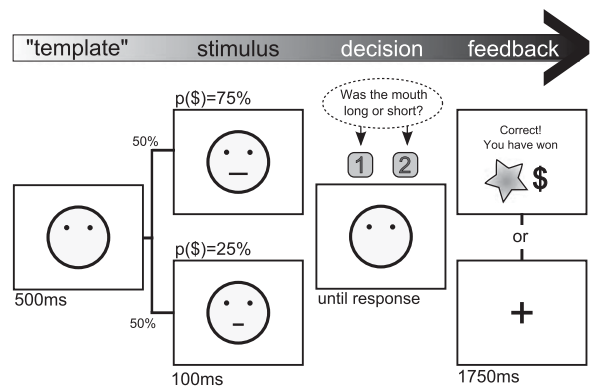 "template" stimulus decision feedback
p($)=75%
Was the mouth
long or short?
50%
1 2
Correct!
You have won
$
or
p($)=25%
500ms
until response
50%
+
100ms
1750ms